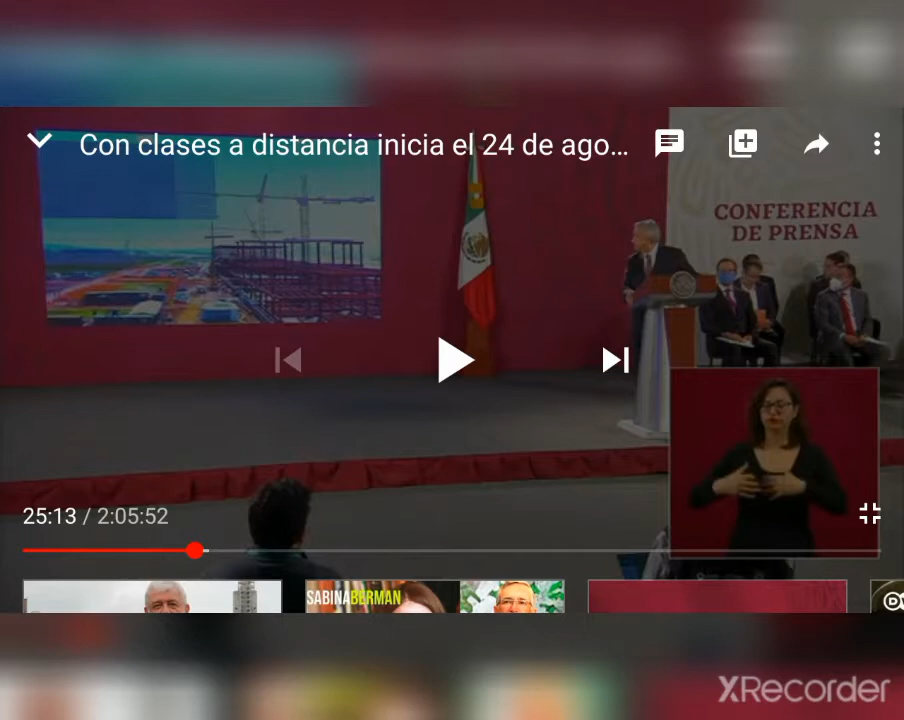 Con clases a distancia inicia el 24 de ago...
CONFERENCIA
DE PRENSA
25:13 / 2:05:52
SABINABERMAN
XRecorder